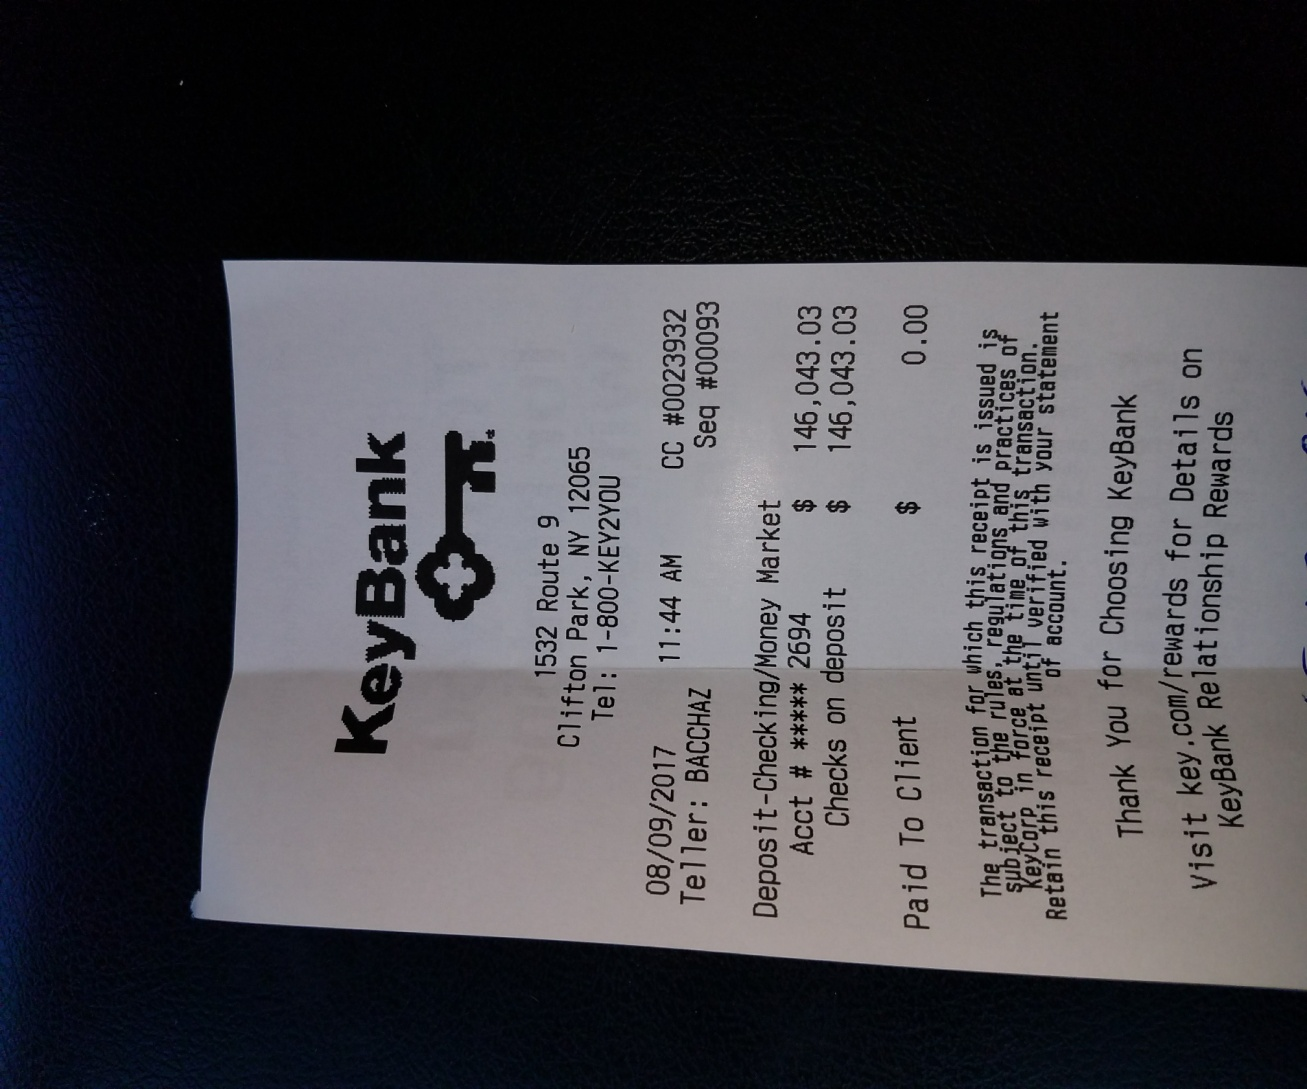 KeyBank
1532 Route 9
Clifton Park, NY 12065
Tel: 1-800-KEY2YOU
08/09/2017 11:44 AM CC #0023932
Teller: BACCHAZ Seq #00093
Deposit-Checking/Money Market
Acct # ***** 2694 $ 146,043.03
Checks on deposit $ 146,043.03
Paid To Client $ 0.00
The transaction for which this receipt is issued is
subject to the rules, regulations and practices of
KeyCorp in force at the time of this transaction.
Retain this receipt until verified with your statement
of account.
Thank You for Choosing KeyBank
Visit key.com/rewards for Details on
KeyBank Relationship Rewards